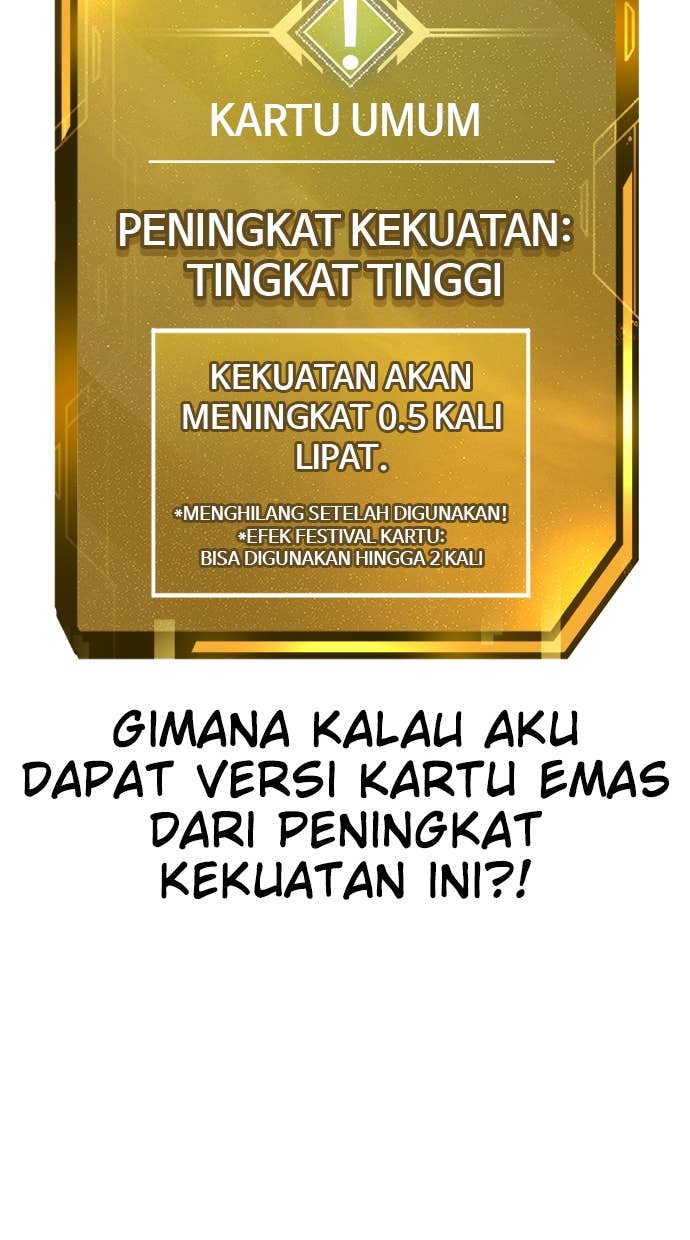 !
KARTU UMUM
PENINGKAT KEKUATAN:
TINGKAT TINGGI
KEKUATAN AKAN
MENINGKAT 0.5 KALI
LIPAT.
*MENGHILANG SETELAH DIGUNAKAN!
*EFEK FESTIVAL KARTU:
BISA DIGUNAKAN HINGGA 2 KALI
GIMANA KALAU AKU
DAPAT VERSI KARTU EMAS
DARI PENINGKAT
KEKUATAN INI?!